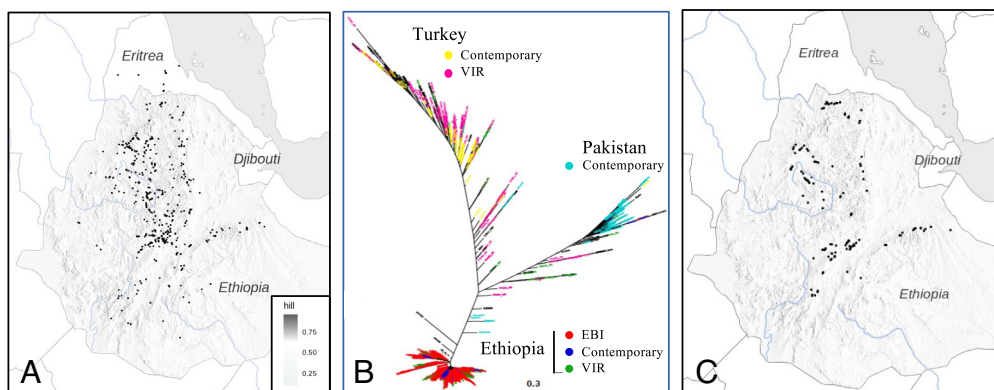 Eritrea
Djibouti
Ethiopia
hill
0.75
0.50
0.25
A
Turkey
Contemporary
VIR
Pakistan
Contemporary
Ethiopia
EBI
Contemporary
VIR
0.3
B
Eritrea
Djibouti
Ethiopia
C